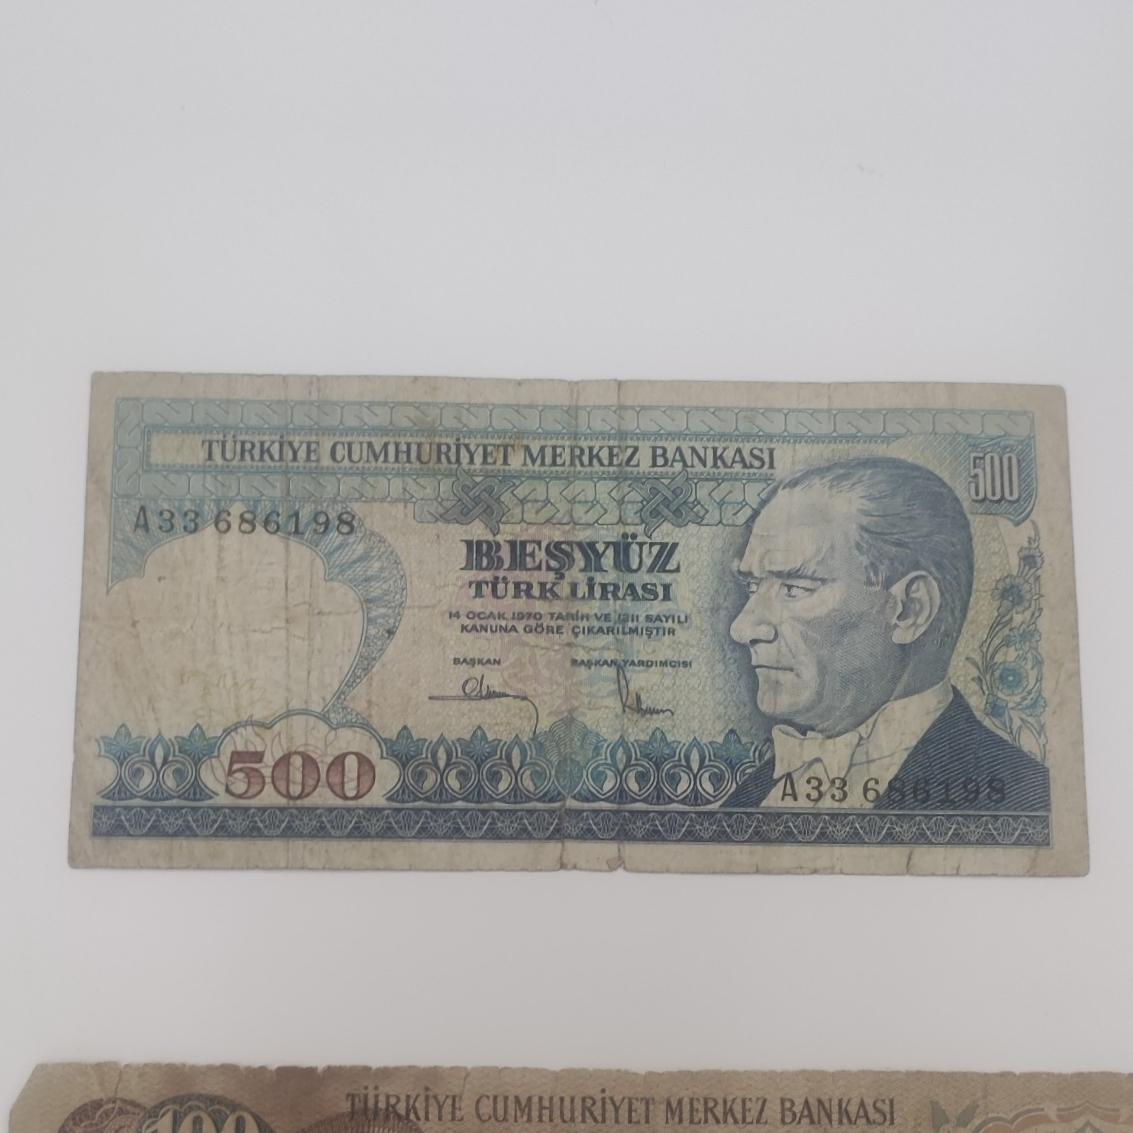 TÜRKİYE CUMHURİYET MERKEZ BANKASI
500
A33 686198
BEŞYÜZ
TÜRK LİRASI
14 OCAK 1970 TARİH VE 1211 SAYILI
KANUNA GÖRE ÇIKARILMIŞTIR
BAŞKAN BAŞKAN YARDIMCISI
500
A33 686198
TÜRKİYE CUMHURİYET MERKEZ BANKASI
100